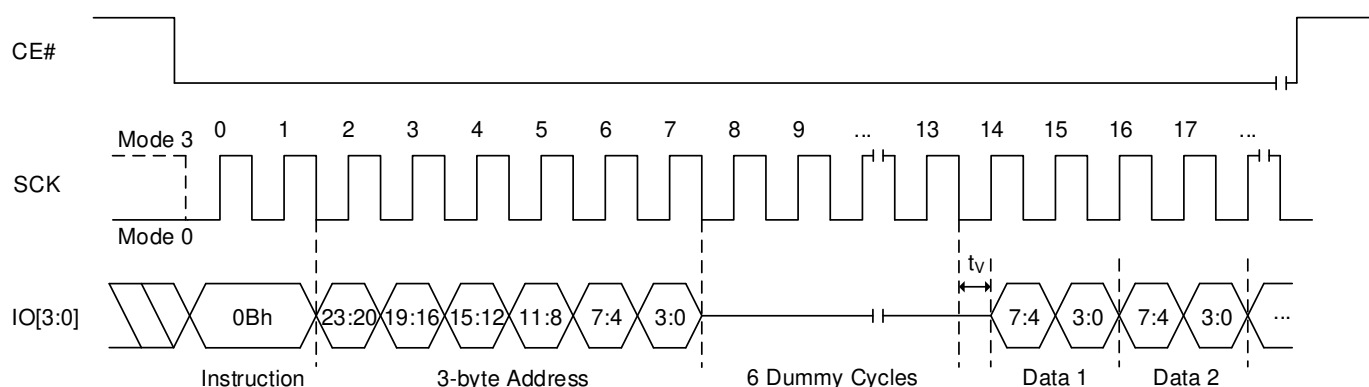 CE#
Mode 3
0 1 2 3 4 5 6 7 8 9 ... 13 14 15 16 17 ...
SCK
Mode 0
tV
IO[3:0]
0Bh 23:20 19:16 15:12 11:8 7:4 3:0 7:4 3:0 7:4 3:0 ...
Instruction 3-byte Address 6 Dummy Cycles Data 1 Data 2